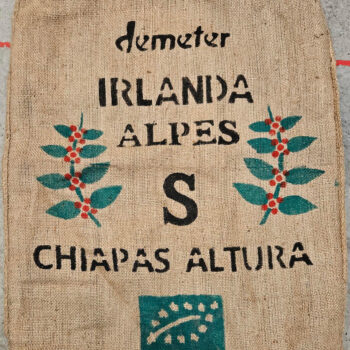 demeter
IRLANDA
ALPES
S
CHIAPAS ALTURA